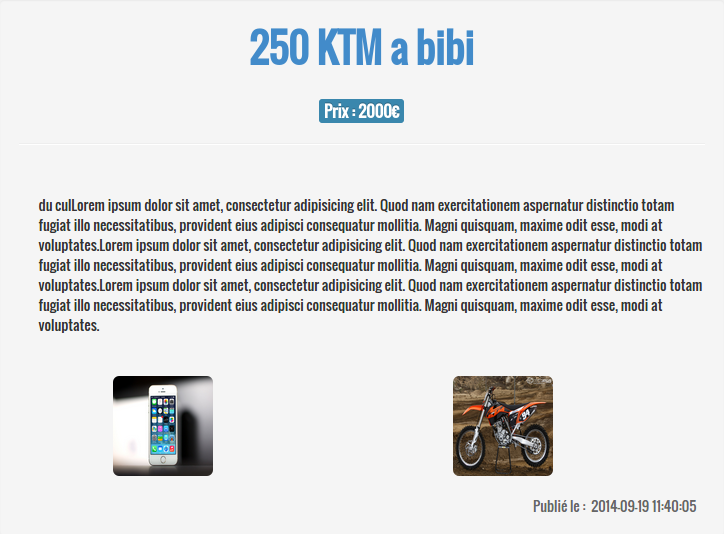 250 KTM a bibi
Prix : 2000€
du culLorem ipsum dolor sit amet, consectetur adipisicing elit. Quod nam exercitationem aspernatur distinctio totam
fugiat illo necessitatibus, provident eius adipisci consequatur mollitia. Magni quisquam, maxime odit esse, modi at
voluptates.Lorem ipsum dolor sit amet, consectetur adipisicing elit. Quod nam exercitationem aspernatur distinctio totam
fugiat illo necessitatibus, provident eius adipisci consequatur mollitia. Magni quisquam, maxime odit esse, modi at
voluptates.Lorem ipsum dolor sit amet, consectetur adipisicing elit. Quod nam exercitationem aspernatur distinctio totam
fugiat illo necessitatibus, provident eius adipisci consequatur mollitia. Magni quisquam, maxime odit esse, modi at
voluptates.
94
Publié le : 2014-09-19 11:40:05